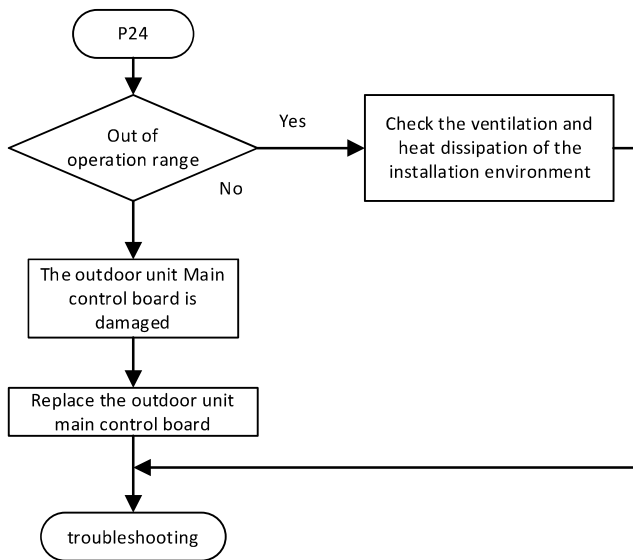 P24
Out of
operation range
Yes
No
Check the ventilation and
heat dissipation of the
installation environment
The outdoor unit Main
control board is
damaged
Replace the outdoor unit
main control board
troubleshooting